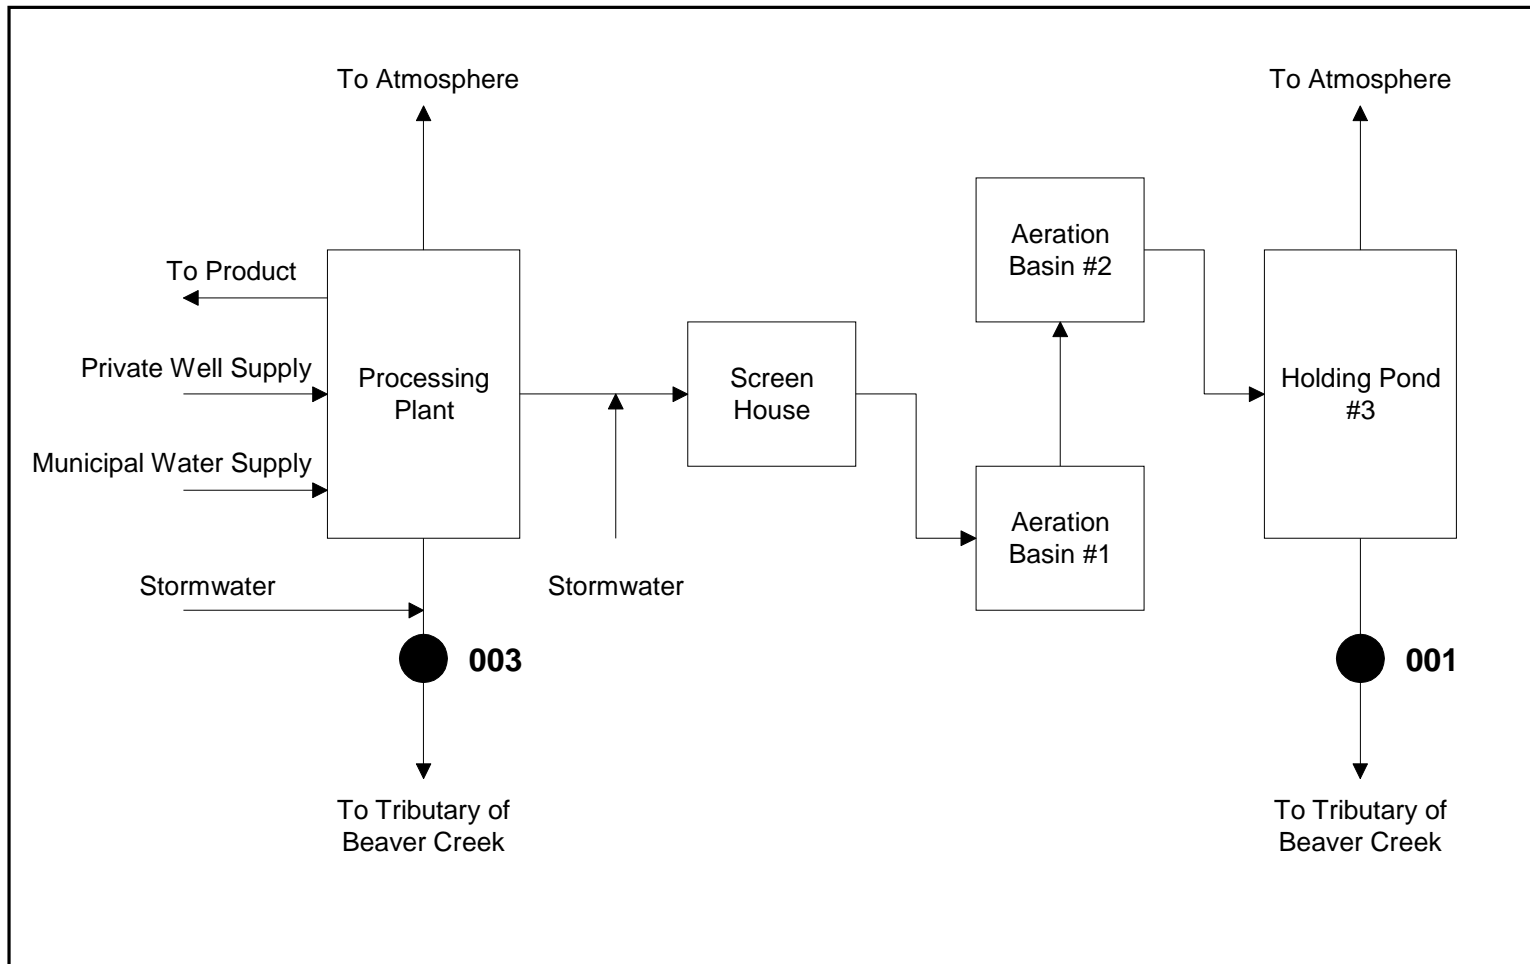 To Atmosphere
To Atmosphere
Aeration
Basin #2
To Product
Private Well Supply
Processing
Plant
Screen
House
Holding Pond
#3
Municipal Water Supply
Aeration
Basin #1
Stormwater
Stormwater
003
001
To Tributary of
Beaver Creek
To Tributary of
Beaver Creek